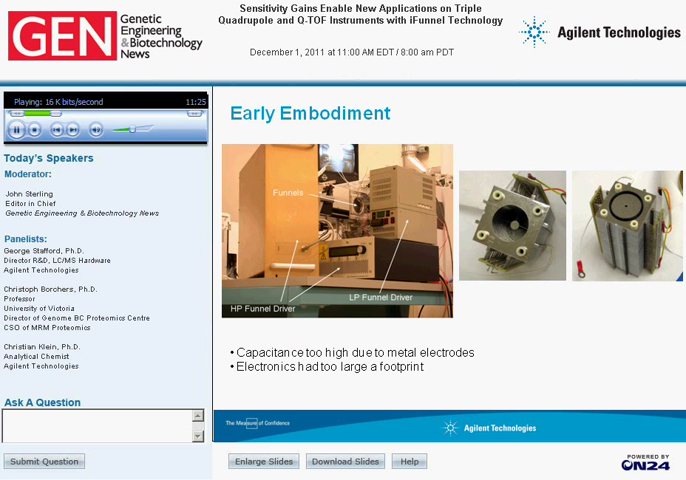 GEN
Genetic
Engineering
& Biotechnology
News
Sensitivity Gains Enable New Applications on Triple
Quadrupole and Q-TOF Instruments with iFunnel Technology
December 1, 2011 at 11:00 AM EDT / 8:00 am PDT
Agilent Technologies
Playing: 16 K bits/second
11:25
Today's Speakers
Moderator:
John Sterling
Editor in Chief
Genetic Engineering & Biotechnology News
Panelists:
George Stafford, Ph.D.
Director R&D, LC/MS Hardware
Agilent Technologies
Christoph Borchers, Ph.D.
Professor
University of Victoria
Director of Genome BC Proteomics Centre
CSO of MRM Proteomics
Christian Klein, Ph.D.
Analytical Chemist
Agilent Technologies
Ask A Question
Submit Question
Early Embodiment
Funnels
LP Funnel Driver
HP Funnel Driver
• Capacitance too high due to metal electrodes
• Electronics had too large a footprint
The Measure of Confidence
Agilent Technologies
Enlarge Slides
Download Slides
Help
POWERED BY
ON24